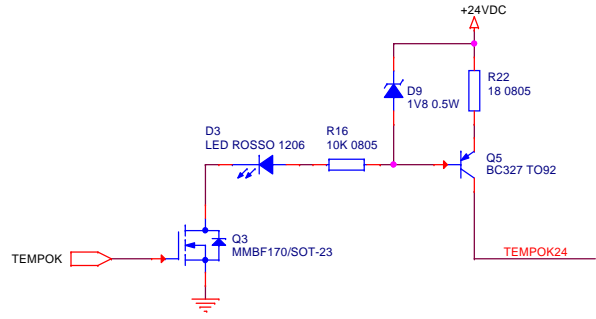 +24VDC
R22
18 0805
D9
1V8 0.5W
D3
LED ROSSO 1206
R16
10K 0805
Q5
BC327 TO92
Q3
MMBF170/SOT-23
TEMPOK
TEMPOK24